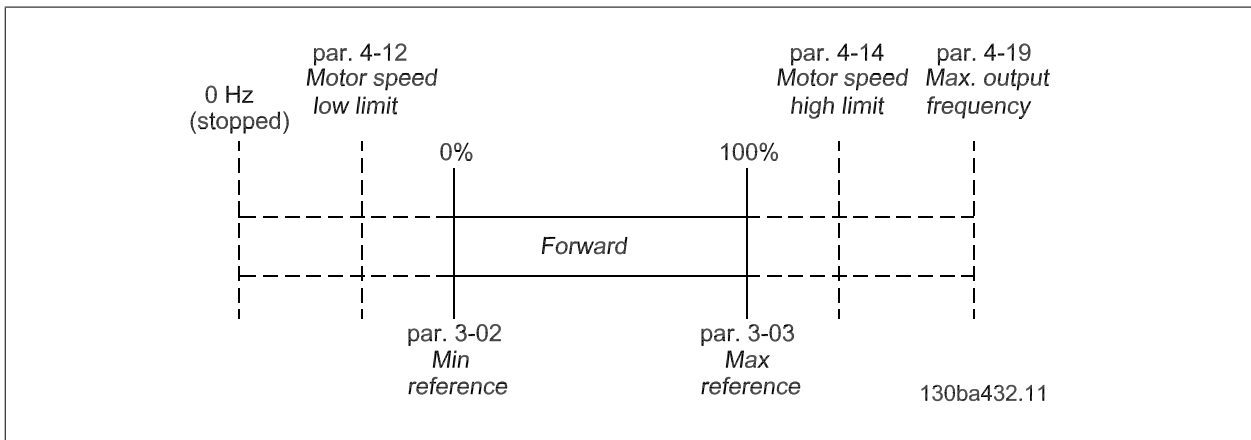 par. 4-12
Motor speed
low limit
par. 4-14
Motor speed
high limit
par. 4-19
Max. output
frequency
0 Hz
(stopped)
0%
100%
Forward
par. 3-02
Min
reference
par. 3-03
Max
reference
130ba432.11